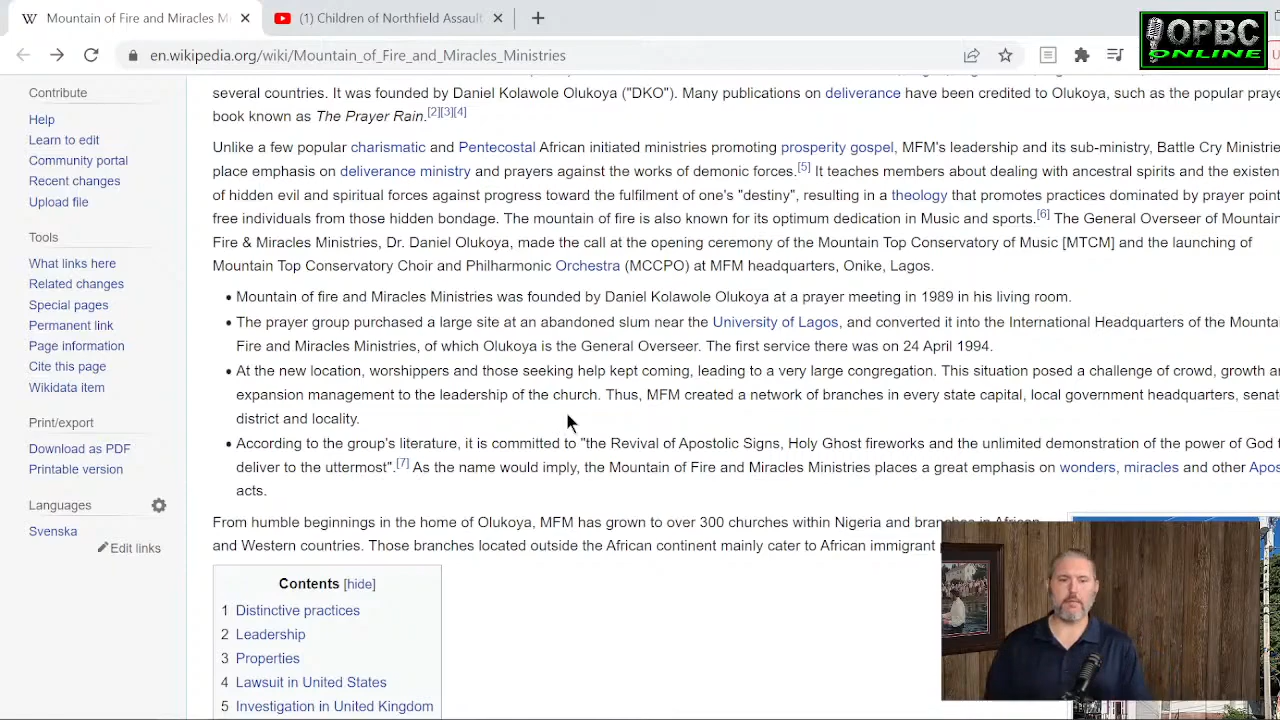 Mountain of Fire and Miracles M
(1) Children of Northfield Assault
OPBC
ONLINE
en.wikipedia.org/wiki/Mountain_of_Fire_and_Miracles_Ministries
Contribute
Help
Learn to edit
Community portal
Recent changes
Upload file
Tools
What links here
Related changes
Special pages
Permanent link
Page information
Cite this page
Wikidata item
Print/export
Download as PDF
Printable version
Languages
Svenska
Edit links
several countries. It was founded by Daniel Kolawole Olukoya ("DKO"). Many publications on deliverance have been credited to Olukoya, such as the popular praye
book known as The Prayer Rain.[2][3][4]
Unlike a few popular charismatic and Pentecostal African initiated ministries promoting prosperity gospel, MFM's leadership and its sub-ministry, Battle Cry Ministrie
place emphasis on deliverance ministry and prayers against the works of demonic forces.[5] It teaches members about dealing with ancestral spirits and the existen
of hidden evil and spiritual forces against progress toward the fulfilment of one's "destiny", resulting in a theology that promotes practices dominated by prayer point
free individuals from those hidden bondage. The mountain of fire is also known for its optimum dedication in Music and sports.[6] The General Overseer of Mountain
Fire & Miracles Ministries, Dr. Daniel Olukoya, made the call at the opening ceremony of the Mountain Top Conservatory of Music [MTCM] and the launching of
Mountain Top Conservatory Choir and Philharmonic Orchestra (MCCPO) at MFM headquarters, Onike, Lagos.
• Mountain of fire and Miracles Ministries was founded by Daniel Kolawole Olukoya at a prayer meeting in 1989 in his living room.
• The prayer group purchased a large site at an abandoned slum near the University of Lagos, and converted it into the International Headquarters of the Mounta
Fire and Miracles Ministries, of which Olukoya is the General Overseer. The first service there was on 24 April 1994.
• At the new location, worshippers and those seeking help kept coming, leading to a very large congregation. This situation posed a challenge of crowd, growth a
expansion management to the leadership of the church. Thus, MFM created a network of branches in every state capital, local government headquarters, sena
district and locality.
• According to the group's literature, it is committed to "the Revival of Apostolic Signs, Holy Ghost fireworks and the unlimited demonstration of the power of God t
deliver to the uttermost".[7] As the name would imply, the Mountain of Fire and Miracles Ministries places a great emphasis on wonders, miracles and other Apos
acts.
From humble beginnings in the home of Olukoya, MFM has grown to over 300 churches within Nigeria and branches in African
and Western countries. Those branches located outside the African continent mainly cater to African immigrant
Contents [hide]
1 Distinctive practices
2 Leadership
3 Properties
4 Lawsuit in United States
5 Investigation in United Kingdom